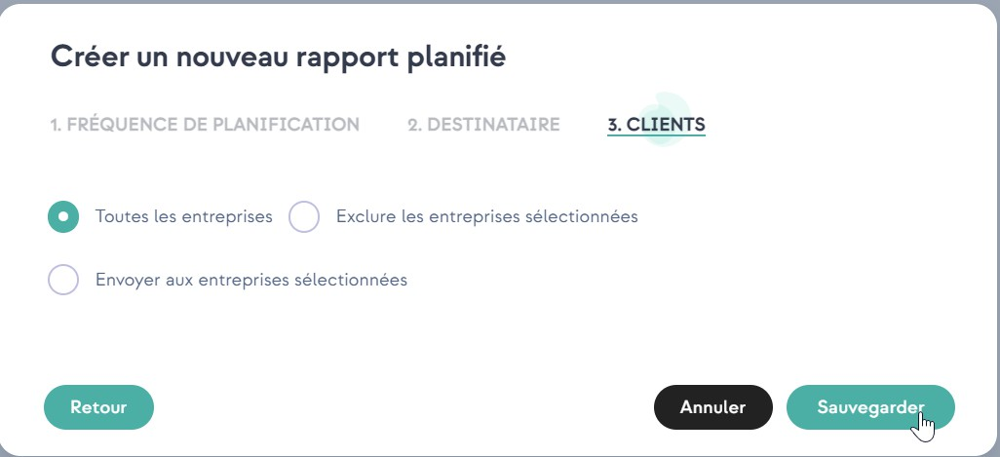 Créer un nouveau rapport planifié
1. FRÉQUENCE DE PLANIFICATION 2. DESTINATAIRE 3. CLIENTS
Toutes les entreprises Exclure les entreprises sélectionnées
Envoyer aux entreprises sélectionnées
Retour Annuler Sauvegarder